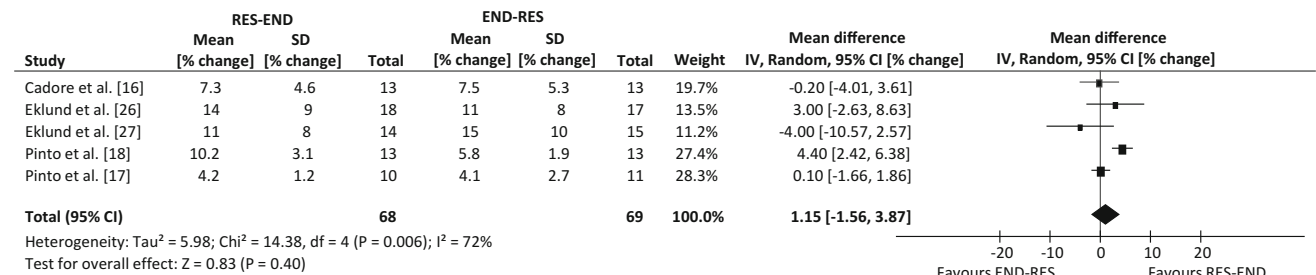 RES-END END-RES
Mean SD Mean SD Mean difference Mean difference
Study [% change] [% change] Total [% change] [% change] Total Weight IV, Random, 95% CI [% change] IV, Random, 95% CI [% change]
Cadore et al. [16] 7.3 4.6 13 7.5 5.3 13 19.7% -0.20 [-4.01, 3.61]
Eklund et al. [26] 14 9 18 11 8 17 13.5% 3.00 [-2.63, 8.63]
Eklund et al. [27] 11 8 14 15 10 15 11.2% -4.00 [-10.57, 2.57]
Pinto et al. [18] 10.2 3.1 13 5.8 1.9 13 27.4% 4.40 [2.42, 6.38]
Pinto et al. [17] 4.2 1.2 10 4.1 2.7 11 28.3% 0.10 [-1.66, 1.86]
Total (95% CI) 68 69 100.0% 1.15 [-1.56, 3.87]
Heterogeneity: Tau² = 5.98; Chi² = 14.38, df = 4 (P = 0.006); I² = 72%
-20 -10 0 10 20
Test for overall effect: Z = 0.83 (P = 0.40)
Favours END-RES Favours RES-END